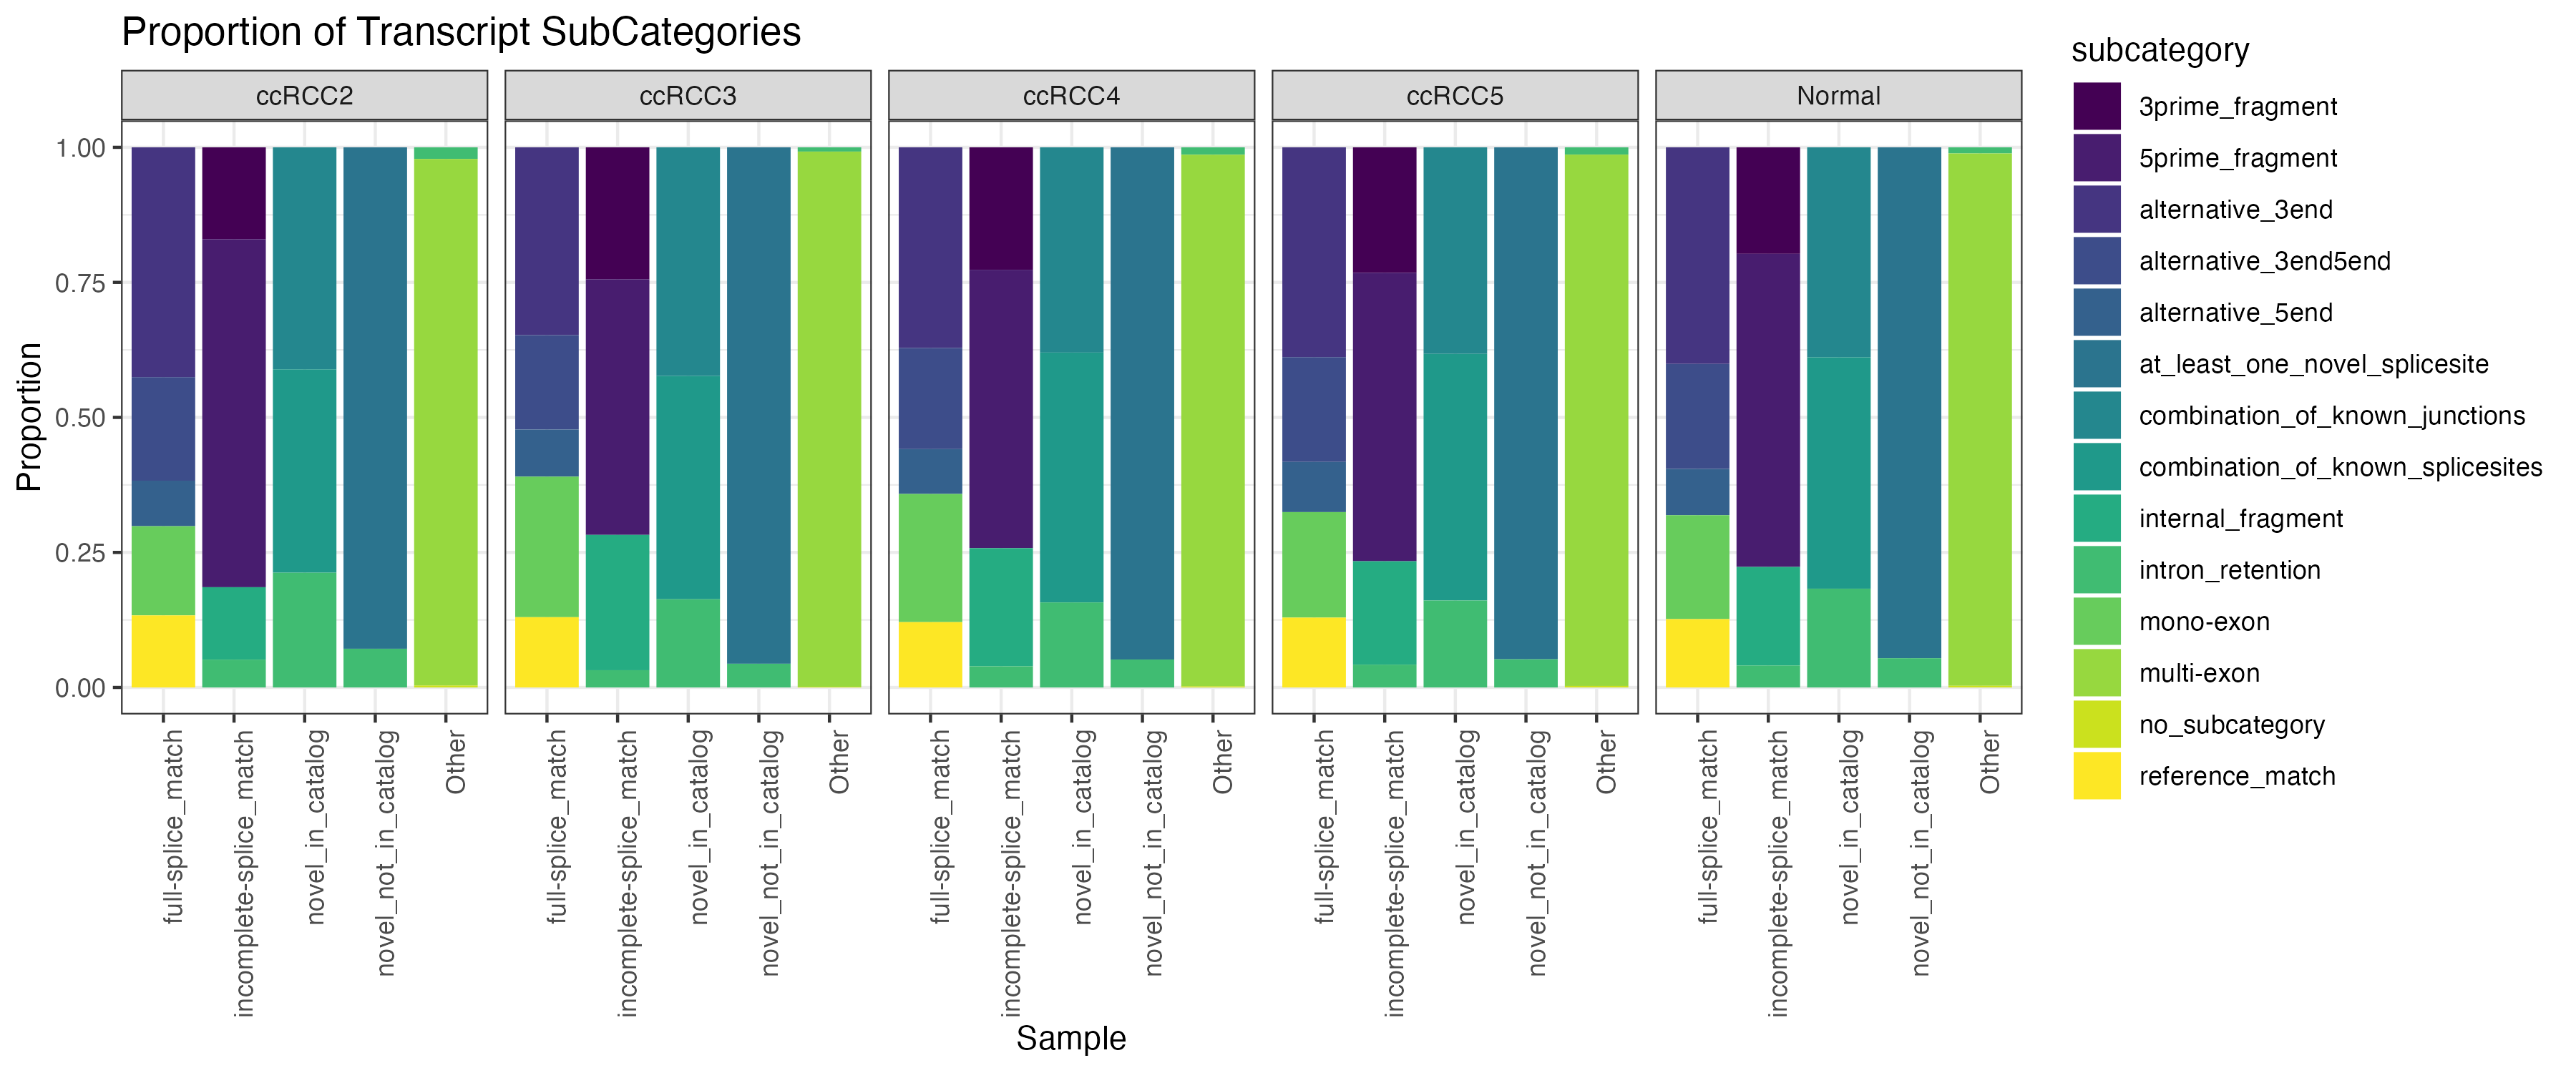 Proportion of Transcript SubCategories
ccRCC2
ccRCC3
ccRCC4
ccRCC5
Normal
Proportion
1.00
0.75
0.50
0.25
0.00
full-splice_match
incomplete-splice_match
novel_in_catalog
novel_not_in_catalog
Other
full-splice_match
incomplete-splice_match
novel_in_catalog
novel_not_in_catalog
Other
full-splice_match
incomplete-splice_match
novel_in_catalog
novel_not_in_catalog
Other
full-splice_match
incomplete-splice_match
novel_in_catalog
novel_not_in_catalog
Other
full-splice_match
incomplete-splice_match
novel_in_catalog
novel_not_in_catalog
Other
Sample
subcategory
3prime_fragment
5prime_fragment
alternative_3end
alternative_3end5end
alternative_5end
at_least_one_novel_splicesite
combination_of_known_junctions
combination_of_known_splicesites
internal_fragment
intron_retention
mono-exon
multi-exon
no_subcategory
reference_match